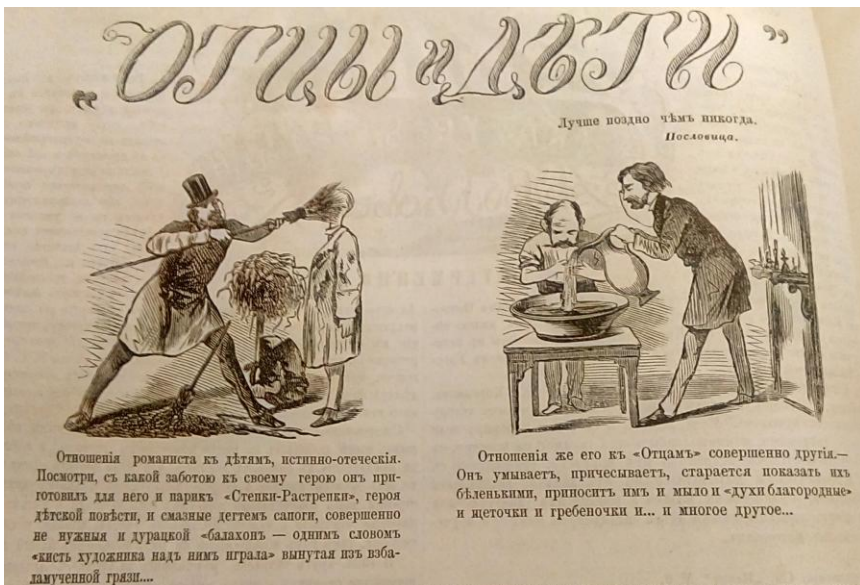 „ОТЦЫ и ДѢТИ”
Лучше поздно чѣмъ никогда.
Пословица.
Отношенія романиста къ дѣтямъ, истинно-отеческія.
Посмотри, съ какой заботою къ своему герою онъ при-
готовилъ для него и парикъ «Степки-Растрепки», героя
дѣтской повѣсти, и смазные дегтемъ сапоги, совершенно
не нужныя и дурацкой «балахонъ — однимъ словомъ
«кисть художника надъ нимъ играла» вынутая изъ взба-
ламученной грязи....
Отношенія же его къ «Отцамъ» совершенно другія.—
Онъ умываетъ, причесываетъ, старается показать ихъ
бѣленькими, приноситъ имъ и мыло и «духи благородные»
и щеточки и гребеночки и... и многое другое...